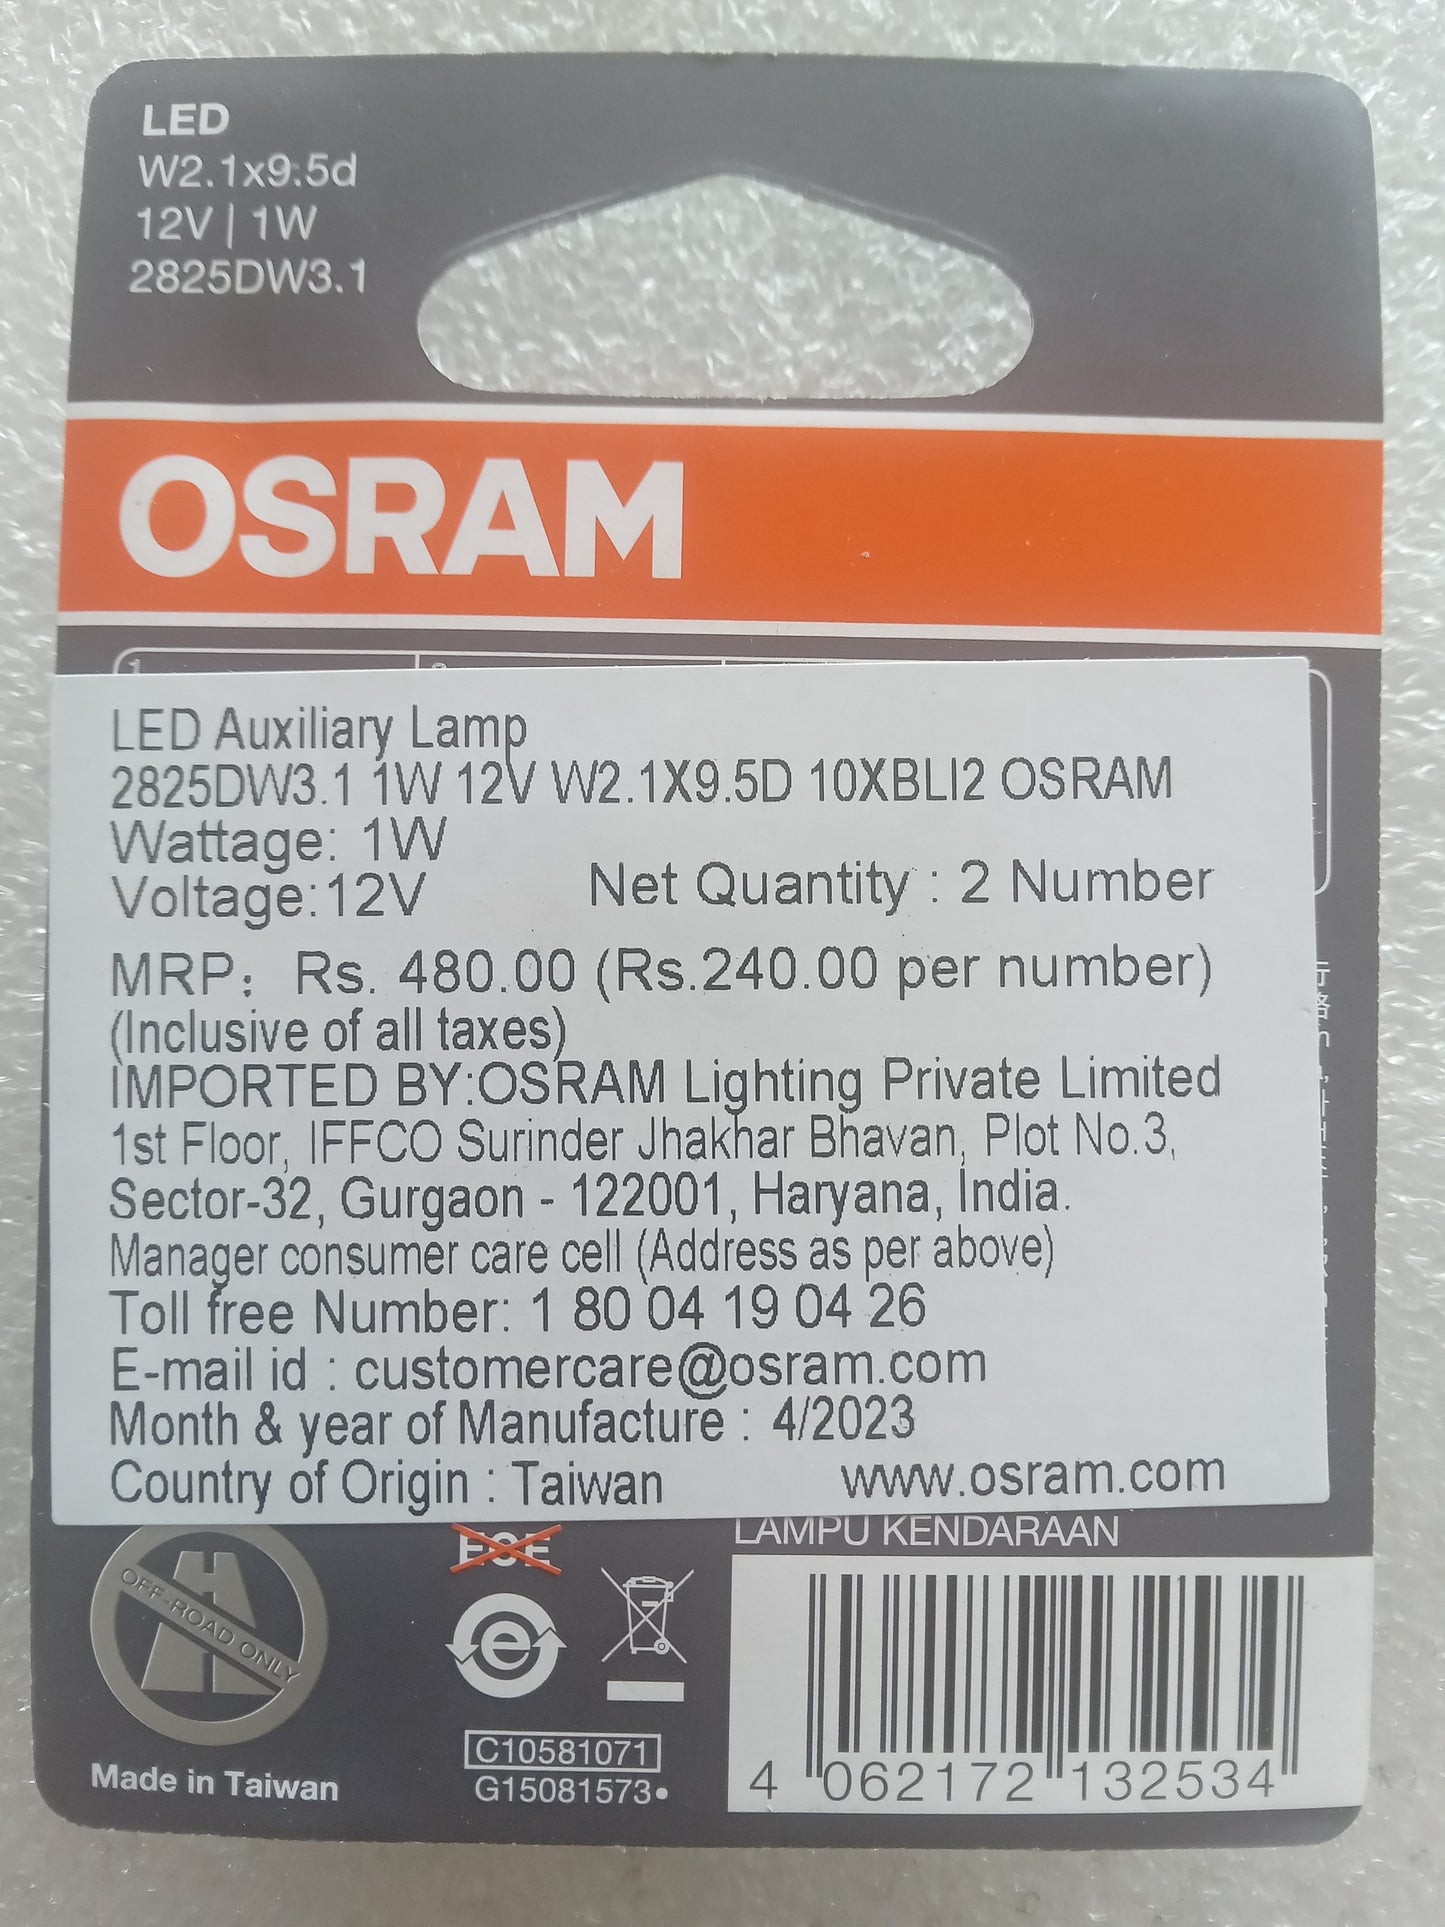 LED
W2.1x9.5d
12V | 1W
2825DW3.1
OSRAM
1
LED Auxiliary Lamp
2825DW3.1 1W 12V W2.1X9.5D 10XBLI2 OSRAM
Wattage: 1W
Voltage:12V Net Quantity : 2 Number
MRP: Rs. 480.00 (Rs.240.00 per number)
(Inclusive of all taxes)
IMPORTED BY:OSRAM Lighting Private Limited
1st Floor, IFFCO Surinder Jhakhar Bhavan, Plot No.3,
Sector-32, Gurgaon - 122001, Haryana, India.
Manager consumer care cell (Address as per above)
Toll free Number: 1 80 04 19 04 26
E-mail id : customercare@osram.com
Month & year of Manufacture : 4/2023
Country of Origin : Taiwan www.osram.com
LAMPU KENDARAAN
ECE
OFF-ROAD ONLY
e
Made in Taiwan
C10581071
G15081573•
4 062172 132534